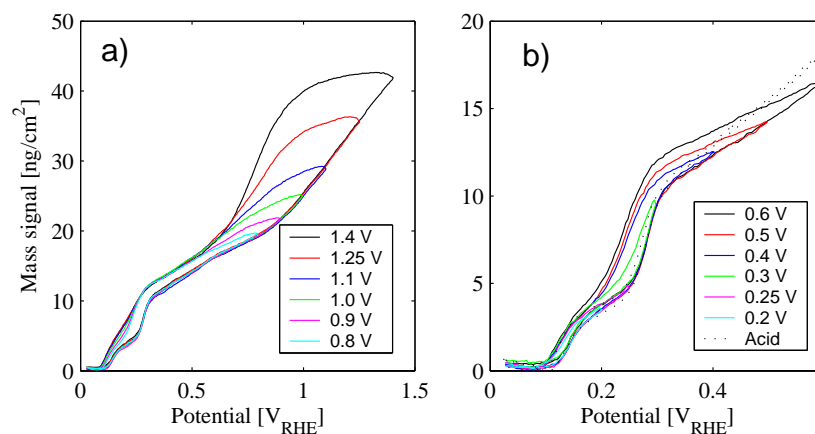 a)
Mass signal [ng/cm²]
50
40
30
20
10
0
0
0.5
1
1.5
Potential [V_RHE]
1.4 V
1.25 V
1.1 V
1.0 V
0.9 V
0.8 V
b)
20
15
10
5
0
0
0.2
0.4
Potential [V_RHE]
0.6 V
0.5 V
0.4 V
0.3 V
0.25 V
0.2 V
Acid